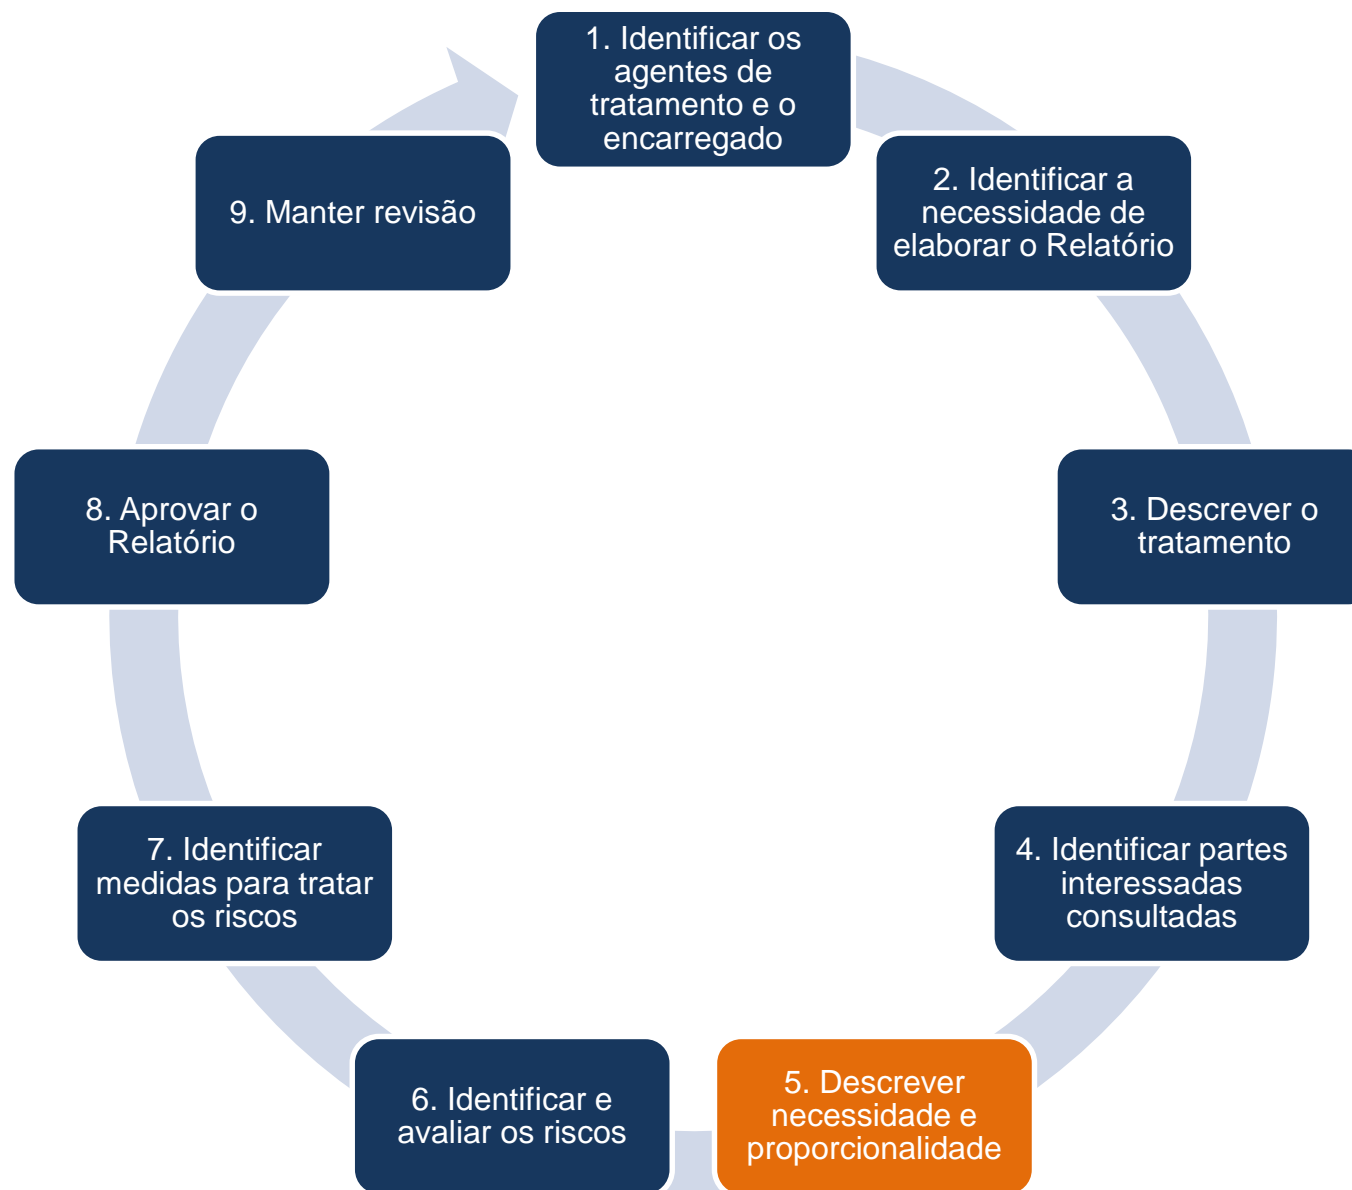 1. Identificar os
agentes de
tratamento e o
encarregado
2. Identificar a
necessidade de
elaborar o Relatório
3. Descrever o
tratamento
4. Identificar partes
interessadas
consultadas
5. Descrever
necessidade e
proporcionalidade
6. Identificar e
avaliar os riscos
7. Identificar
medidas para tratar
os riscos
8. Aprovar o
Relatório
9. Manter revisão